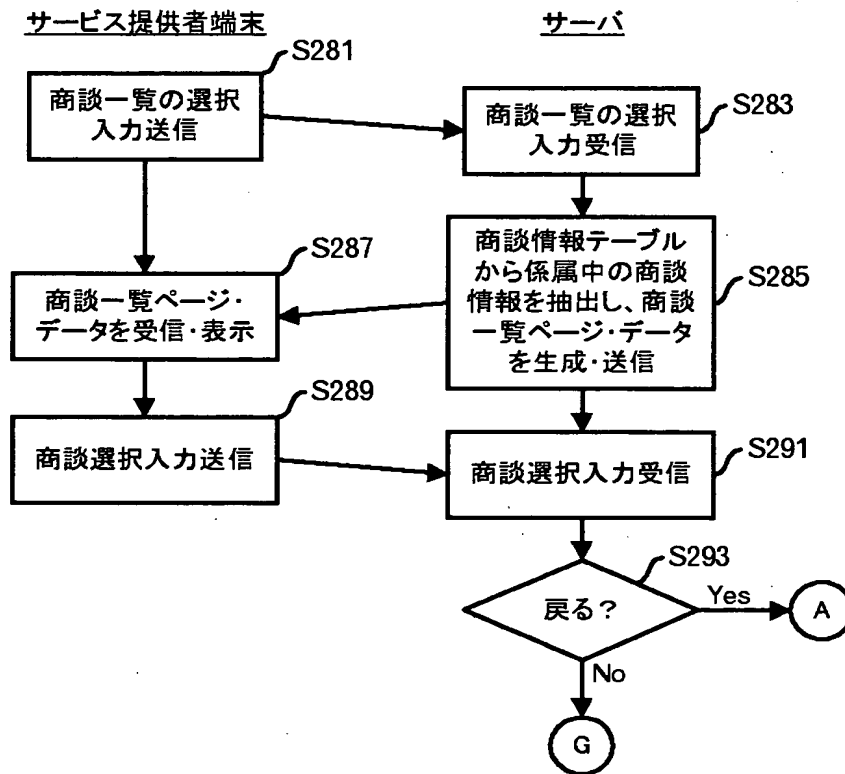 サービス提供者端末
サーバ
S281
商談一覧の選択
入力送信
S283
商談一覧の選択
入力受信
S287
商談一覧ページ・
データを受信・表示
S285
商談情報テーブル
から係属中の商談
情報を抽出し、商談
一覧ページ・データ
を生成・送信
S289
商談選択入力送信
S291
商談選択入力受信
S293
戻る?
Yes
A
No
G